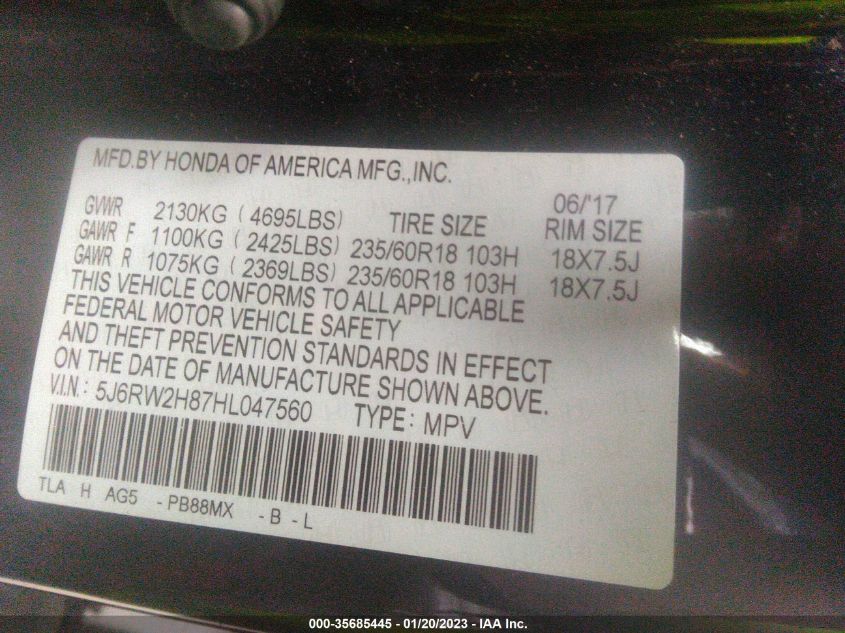 MFD.BY HONDA OF AMERICA MFG.,INC.
06/'17
GVWR 2130KG (4695LBS) TIRE SIZE RIM SIZE
GAWR F 1100KG (2425LBS) 235/60R18 103H 18X7.5J
GAWR R 1075KG (2369LBS) 235/60R18 103H 18X7.5J
THIS VEHICLE CONFORMS TO ALL APPLICABLE
FEDERAL MOTOR VEHICLE SAFETY
AND THEFT PREVENTION STANDARDS IN EFFECT
ON THE DATE OF MANUFACTURE SHOWN ABOVE.
V.I.N.: 5J6RW2H87HL047560 TYPE: MPV
TLA H AG5 -PB88MX -B-L
000-35685445 - 01/20/2023 - IAA Inc.